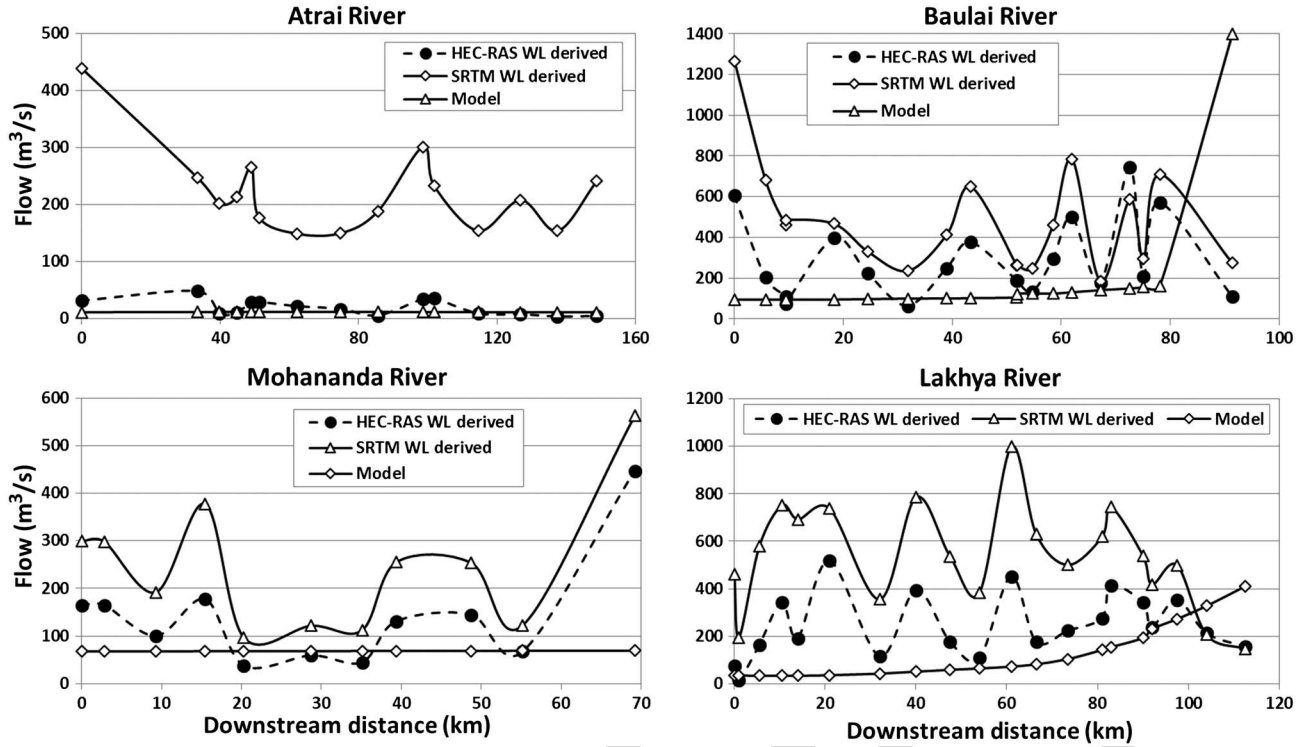 Atrai River
Flow (m³/s)
500
400
300
200
100
0
0 40 80 120 160
HEC-RAS WL derived
SRTM WL derived
Model
Baulai River
1400
1200
1000
800
600
400
200
0
0 20 40 60 80 100
HEC-RAS WL derived
SRTM WL derived
Model
Mohananda River
Flow (m³/s)
600
500
400
300
200
100
0
0 10 20 30 40 50 60 70
Downstream distance (km)
HEC-RAS WL derived
SRTM WL derived
Model
Lakhya River
1200
1000
800
600
400
200
0
0 20 40 60 80 100 120
Downstream distance (km)
HEC-RAS WL derived SRTM WL derived Model